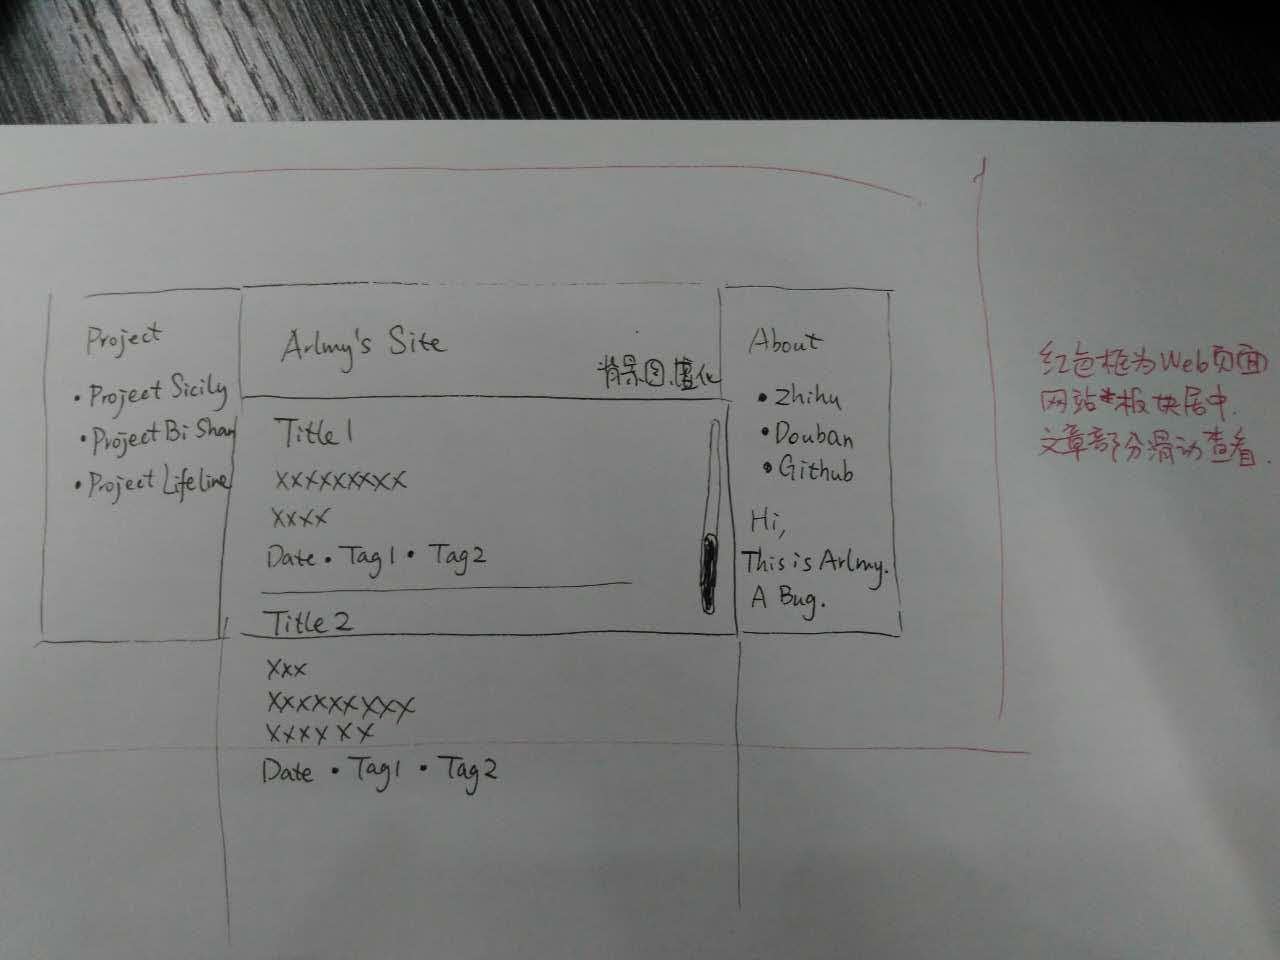 Project
• Project Sicily
• Project Bi Shan
• Project Lifeline
Arlmy's Site
背景图.虚化
Title 1
xxxxxxxxx
xxxx
Date • Tag1 • Tag2
Title 2
Xxx
Xxxxxxxxx
xxxxxx
Date • Tag1 • Tag2
About
• Zhihu
• Douban
• Github
Hi,
This is Arlmy.
A Bug.
红色框为Web页面
网站*板块居中.
文章部分滑动查看.